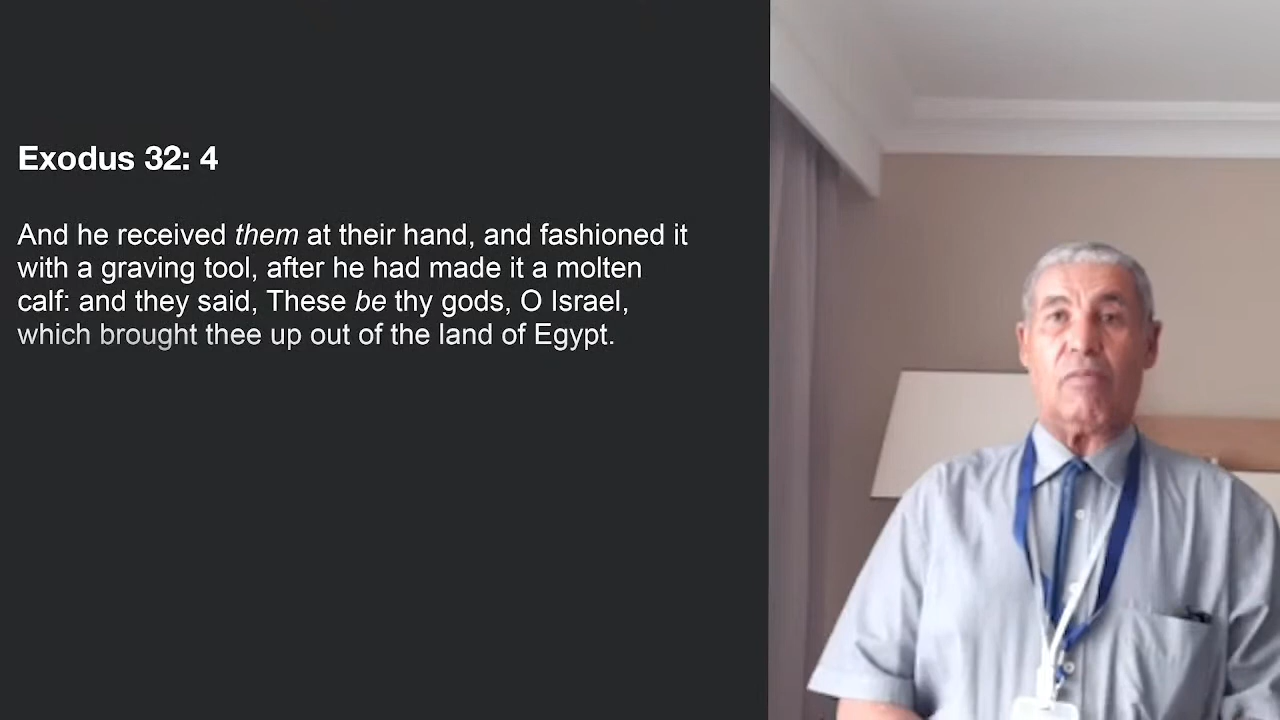 Exodus 32: 4
And he received them at their hand, and fashioned it
with a graving tool, after he had made it a molten
calf: and they said, These be thy gods, O Israel,
which brought thee up out of the land of Egypt.